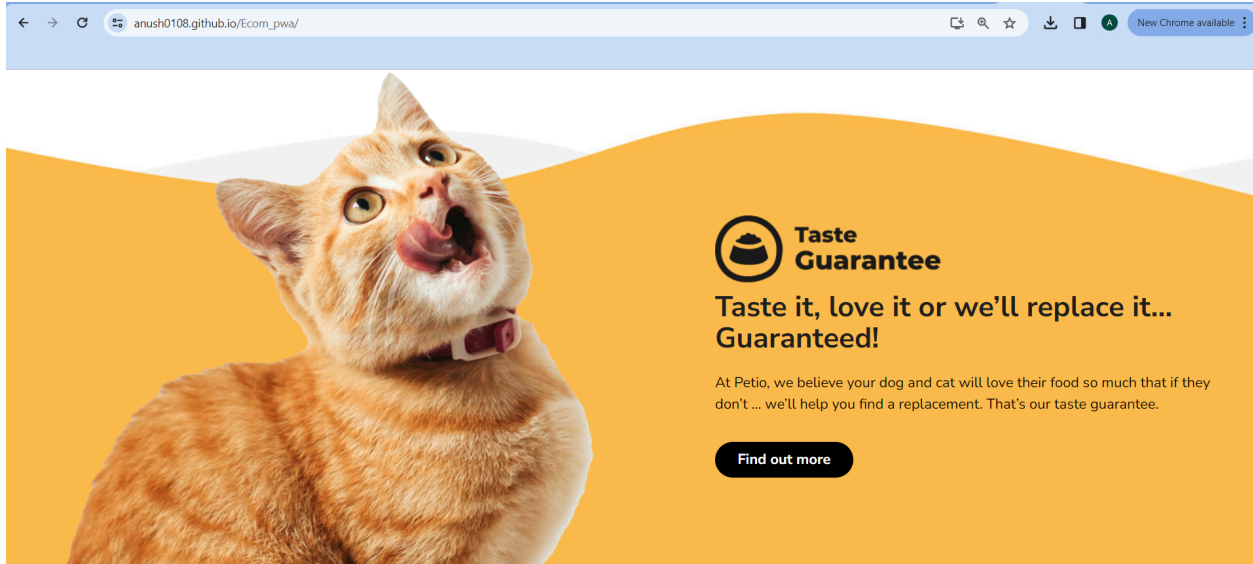 anush0108.github.io/Ecom_pwa/
A
New Chrome available
Taste
Guarantee
Taste it, love it or we’ll replace it...
Guaranteed!
At Petio, we believe your dog and cat will love their food so much that if they
don’t ... we’ll help you find a replacement. That’s our taste guarantee.
Find out more